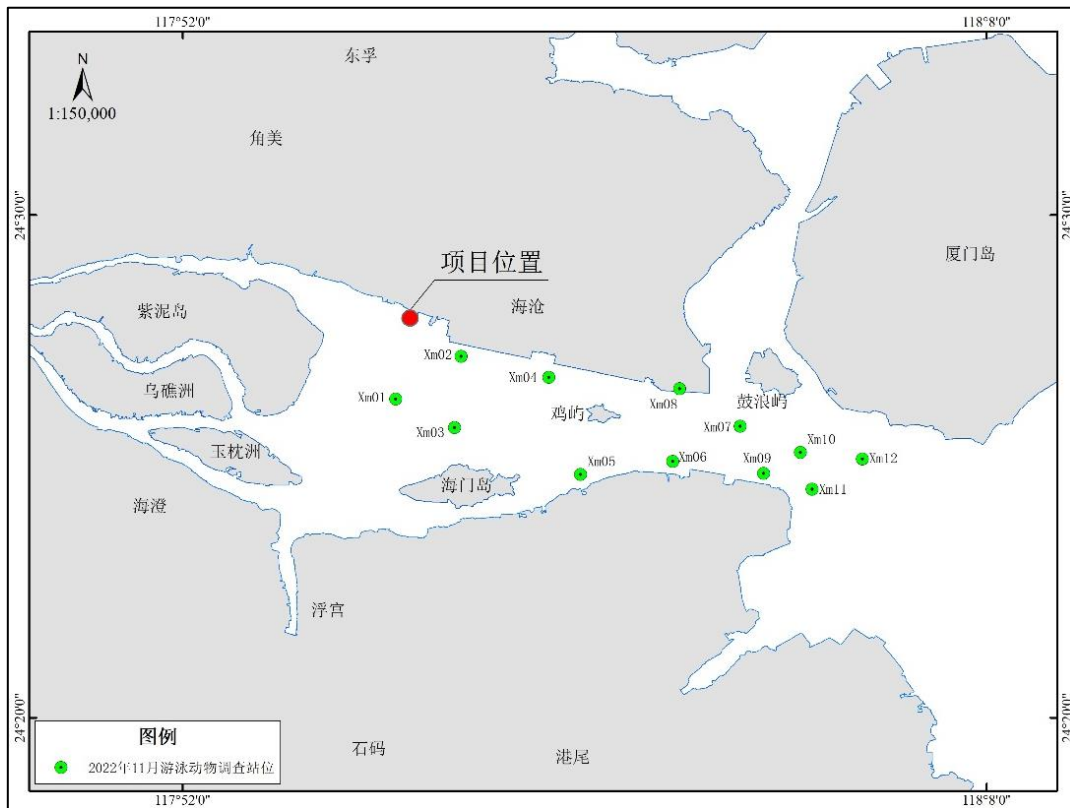 117°52'0"
118°8'0"
N
1:150,000
东孚
角美
24°30'0"
24°30'0"
厦门岛
项目位置
紫泥岛
海沧
Xm02
Xm04
乌礁洲
Xm01
Xm08
鸡屿
鼓浪屿
Xm03
Xm07
玉枕洲
Xm10
Xm06
Xm12
Xm05
Xm09
海门岛
Xm11
海澄
浮宫
24°20'0"
24°20'0"
图例
石码
港尾
2022年11月游泳动物调查站位
117°52'0"
118°8'0"